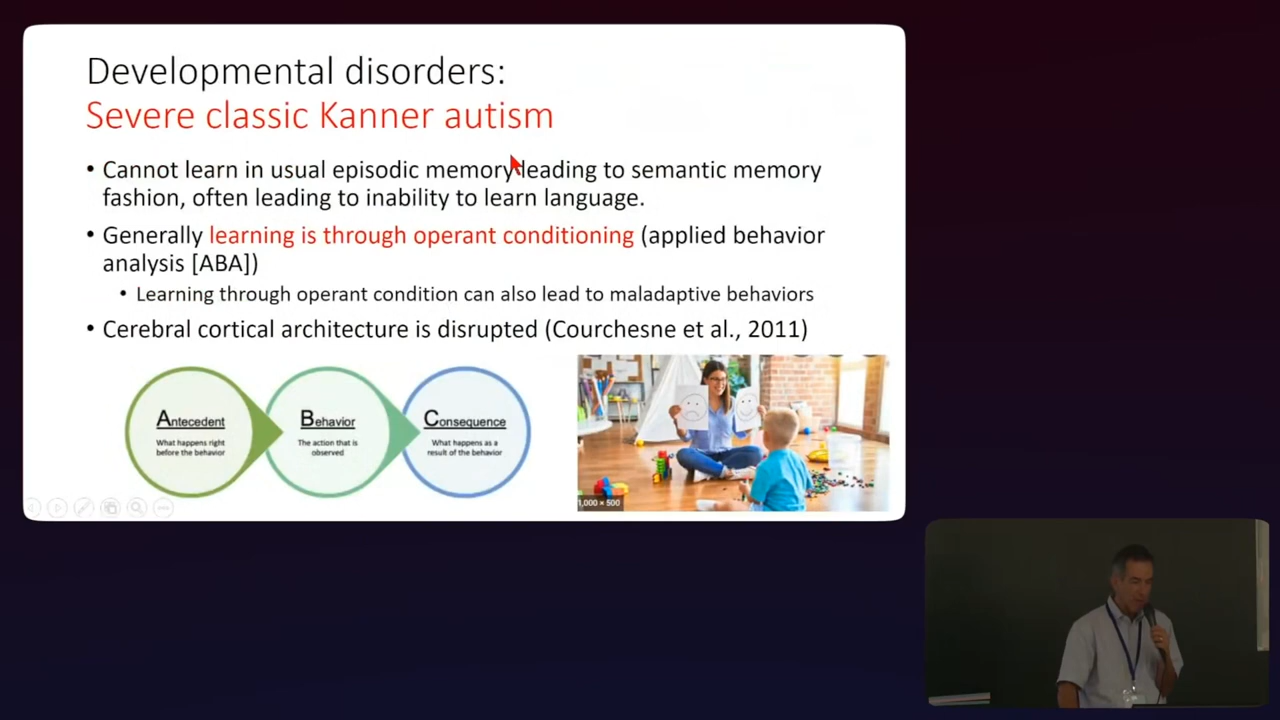 Developmental disorders:
Severe classic Kanner autism
• Cannot learn in usual episodic memory leading to semantic memory
fashion, often leading to inability to learn language.
• Generally learning is through operant conditioning (applied behavior
analysis [ABA])
• Learning through operant condition can also lead to maladaptive behaviors
• Cerebral cortical architecture is disrupted (Courchesne et al., 2011)
Antecedent
What happens right
before the behavior
Behavior
The action that is
observed
Consequence
What happens as a
result of the behavior
1,000 × 500